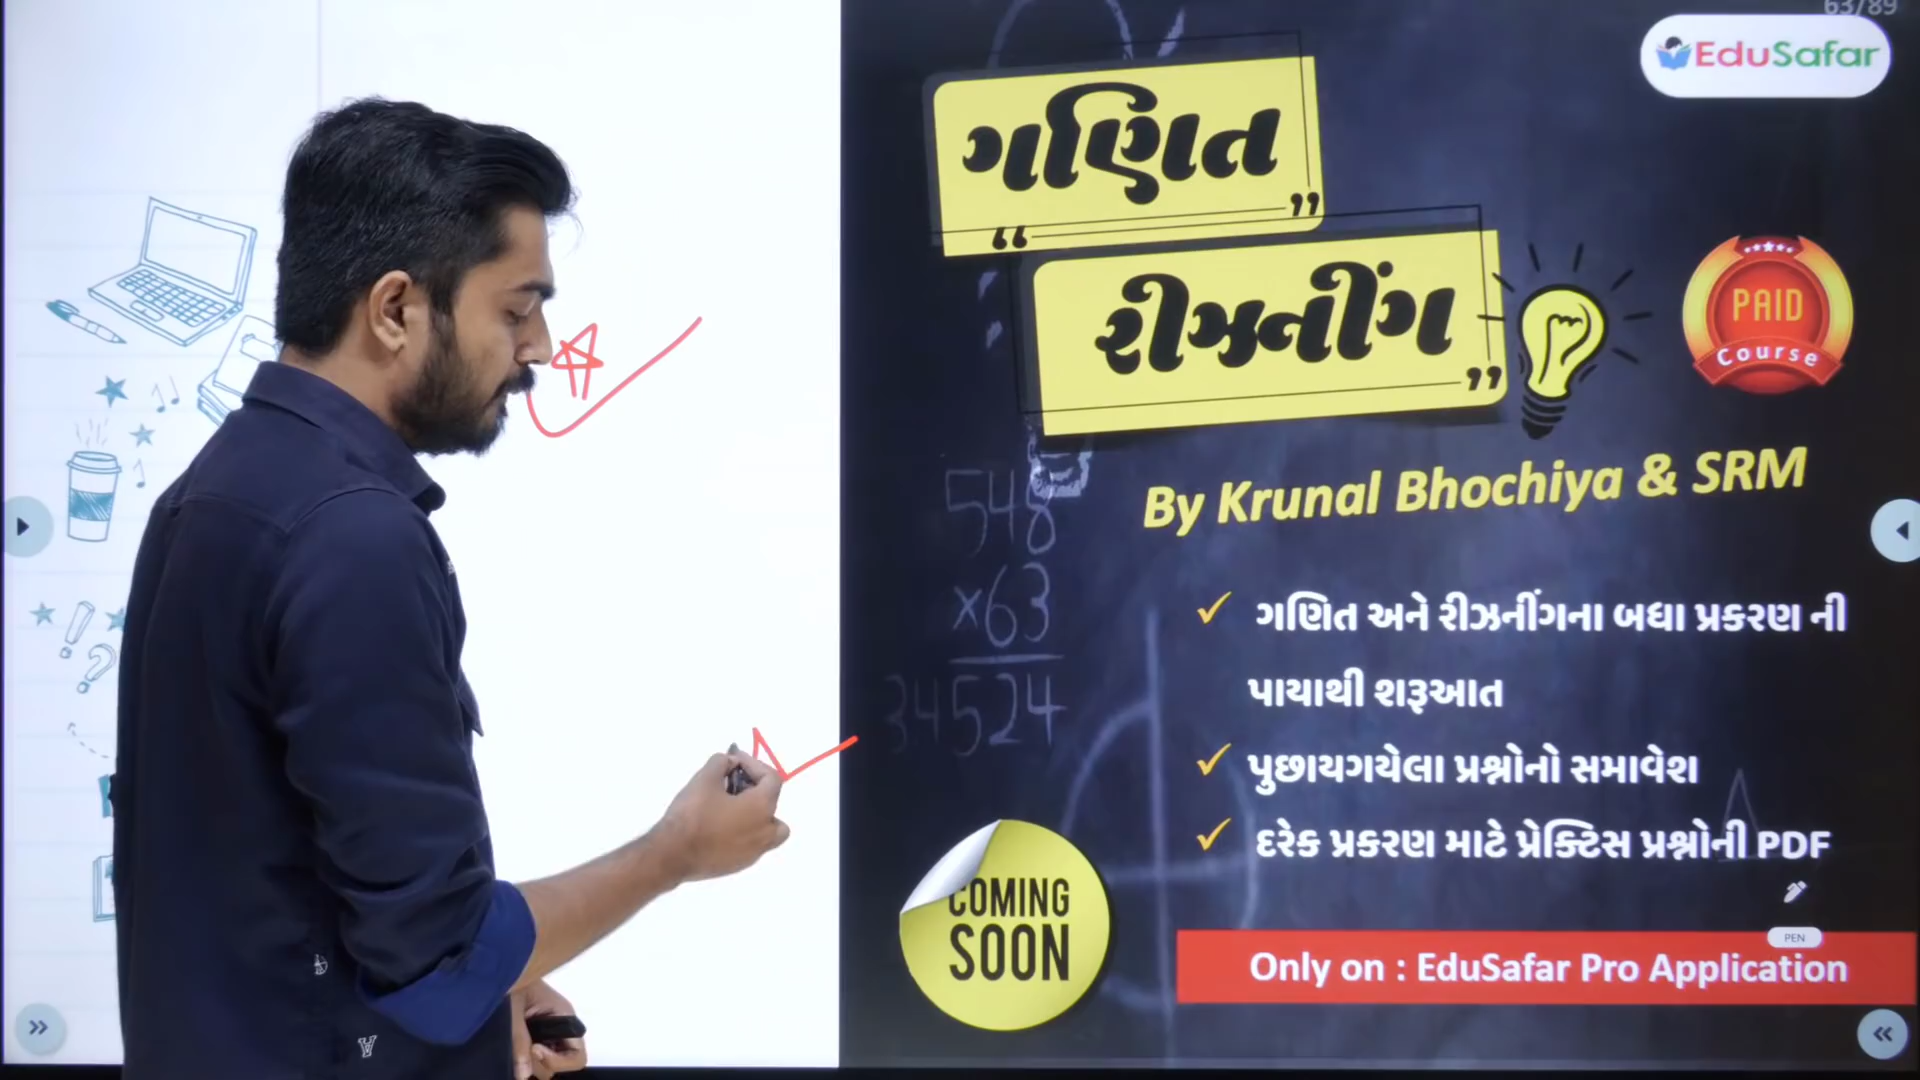 63/89
EduSafar
ગણિત
રીઝનીંગ
PAID
Course
By Krunal Bhochiya & SRM
548
×63
34524
ગણિત અને રીઝનીંગના બધા પ્રકરણ ની
પાયાથી શરૂઆત
પુછાયગયેલા પ્રશ્નોનો સમાવેશ
દરેક પ્રકરણ માટે પ્રેક્ટિસ પ્રશ્નોની PDF
COMING
SOON
PEN
Only on : EduSafar Pro Application